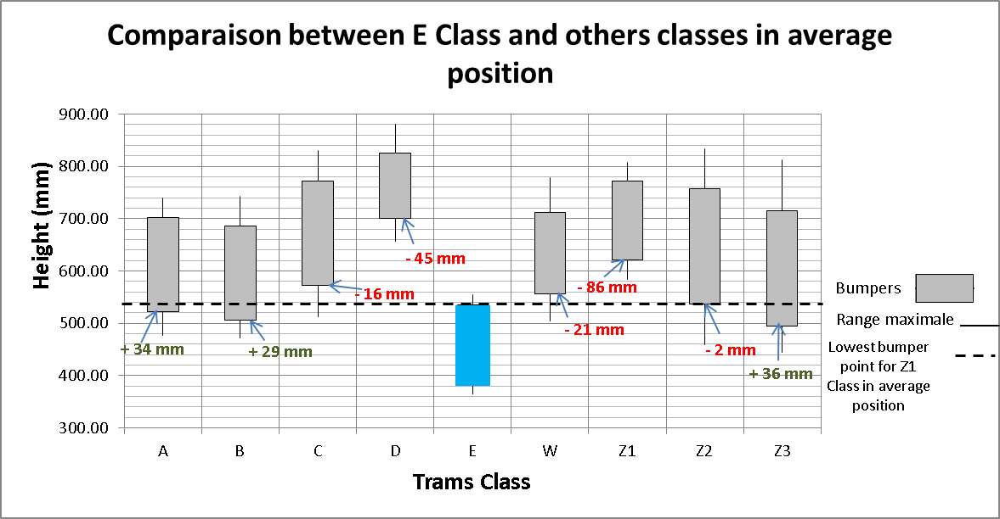 Comparaison between E Class and others classes in average
position
Height (mm)
900.00
800.00
700.00
600.00
500.00
400.00
300.00
+ 34 mm
+ 29 mm
- 16 mm
- 45 mm
- 21 mm
- 86 mm
- 2 mm
+ 36 mm
A B C D E W Z1 Z2 Z3
Trams Class
Bumpers
Range maximale
Lowest bumper
point for Z1
Class in average
position